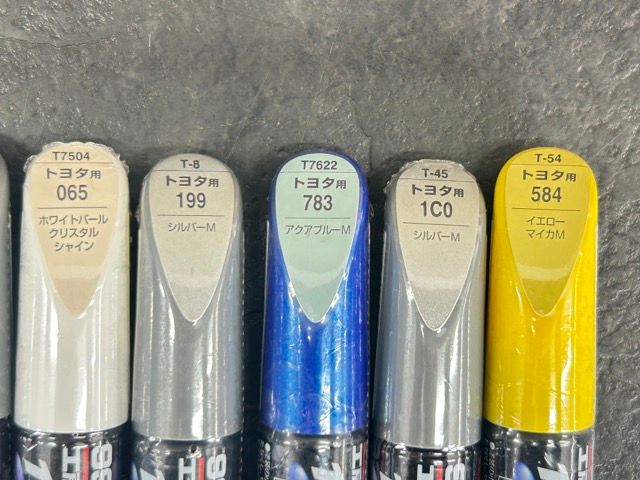 T7504
トヨタ用
065
ホワイトパール
クリスタル
シャイン
T-8
トヨタ用
199
シルバーM
T7622
トヨタ用
783
アクアブルーM
T-45
トヨタ用
1C0
シルバーM
T-54
トヨタ用
584
イエロー
マイカM